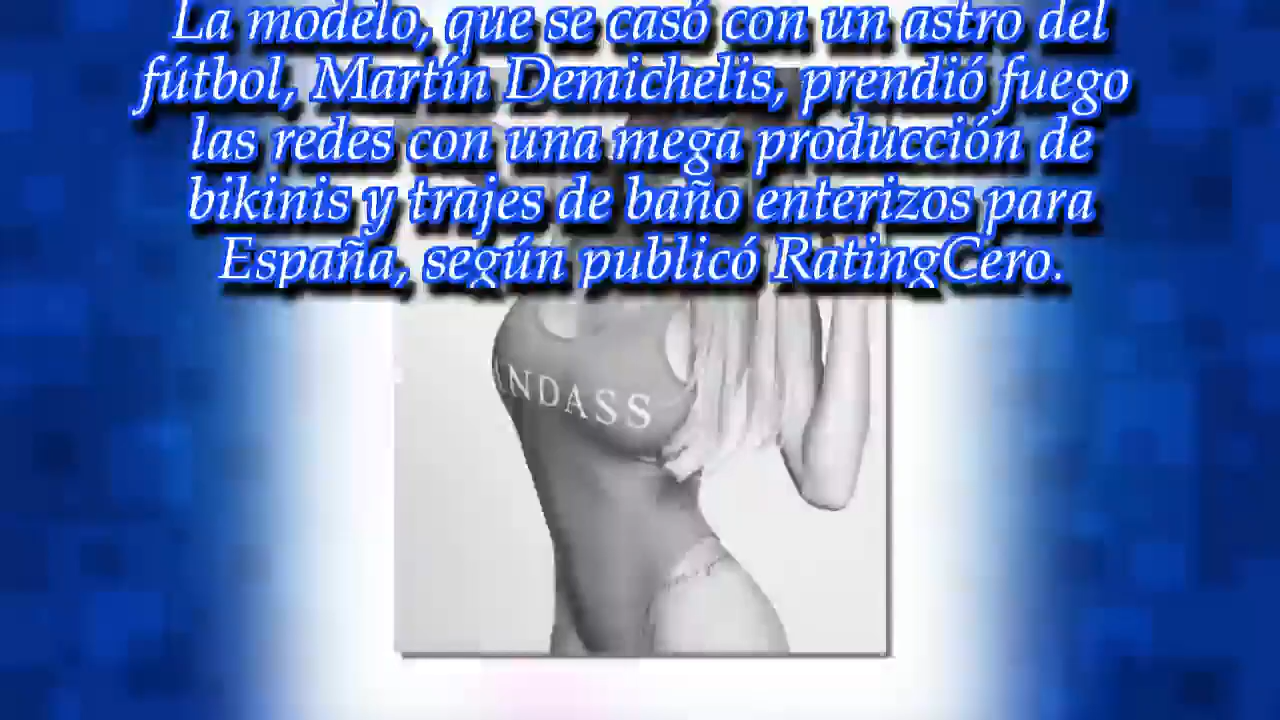 La modelo, que se casó con un astro del
fútbol, Martín Demichelis, prendió fuego
las redes con una mega producción de
bikinis y trajes de baño enterizos para
España, según publicó RatingCero.
NDASS